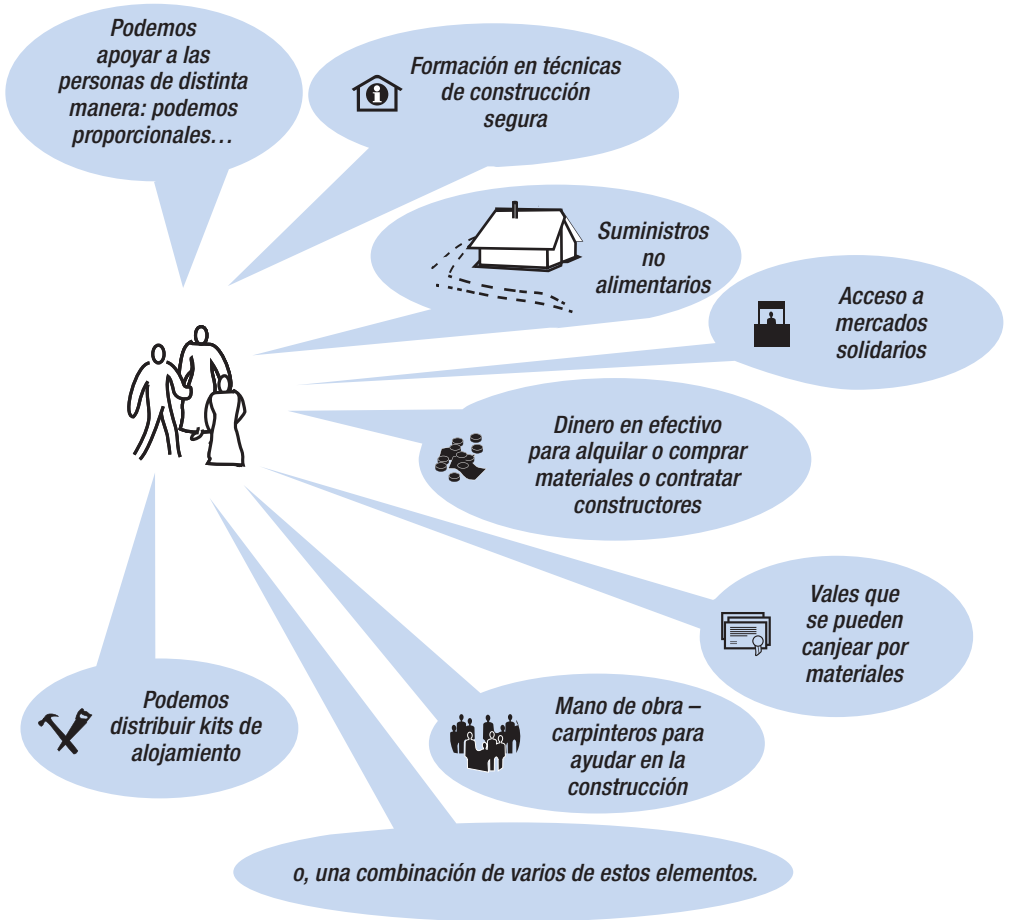 Podemos
apoyar a las
personas de distinta
manera: podemos
proporcionales…
Formación en técnicas
de construcción
segura
Suministros
no
alimentarios
Acceso a
mercados
solidarios
Dinero en efectivo
para alquilar o comprar
materiales o contratar
constructores
Vales que
se pueden
canjear por
materiales
Mano de obra –
carpinteros para
ayudar en la
construcción
Podemos
distribuir kits de
alojamiento
o, una combinación de varios de estos elementos.